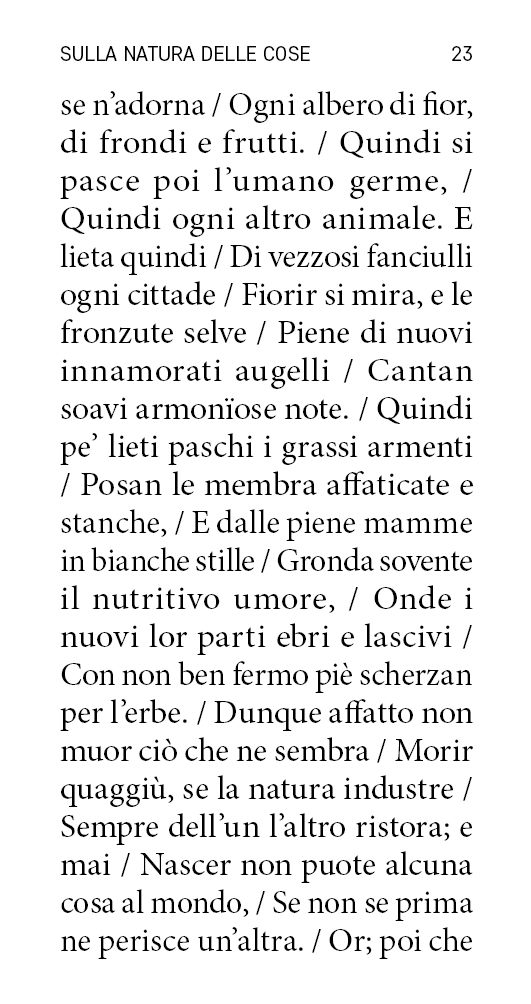 SULLA NATURA DELLE COSE 23
se n’adorna / Ogni albero di fior,
di frondi e frutti. / Quindi si
pasce poi l’umano germe, /
Quindi ogni altro animale. E
lieta quindi / Di vezzosi fanciulli
ogni cittade / Fiorir si mira, e le
fronzute selve / Piene di nuovi
innamorati augelli / Cantan
soavi armonïose note. / Quindi
pe’ lieti paschi i grassi armenti
/ Posan le membra affaticate e
stanche, / E dalle piene mamme
in bianche stille / Gronda sovente
il nutritivo umore, / Onde i
nuovi lor parti ebri e lascivi /
Con non ben fermo piè scherzan
per l’erbe. / Dunque affatto non
muor ciò che ne sembra / Morir
quaggiù, se la natura industre /
Sempre dell’un l’altro ristora; e
mai / Nascer non puote alcuna
cosa al mondo, / Se non se prima
ne perisce un’altra. / Or; poi che